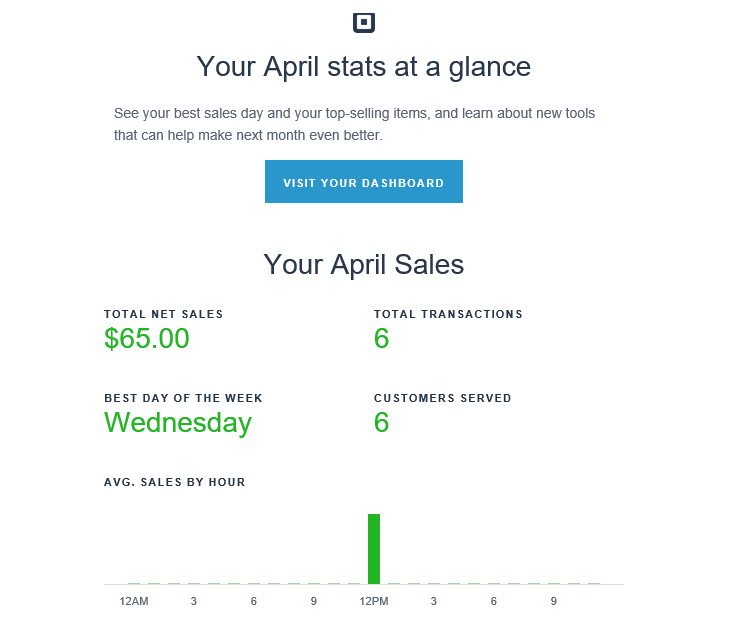 Your April stats at a glance
See your best sales day and your top-selling items, and learn about new tools
that can help make next month even better.
VISIT YOUR DASHBOARD
Your April Sales
TOTAL NET SALES
$65.00
TOTAL TRANSACTIONS
6
BEST DAY OF THE WEEK
Wednesday
CUSTOMERS SERVED
6
AVG. SALES BY HOUR
12AM 3 6 9 12PM 3 6 9